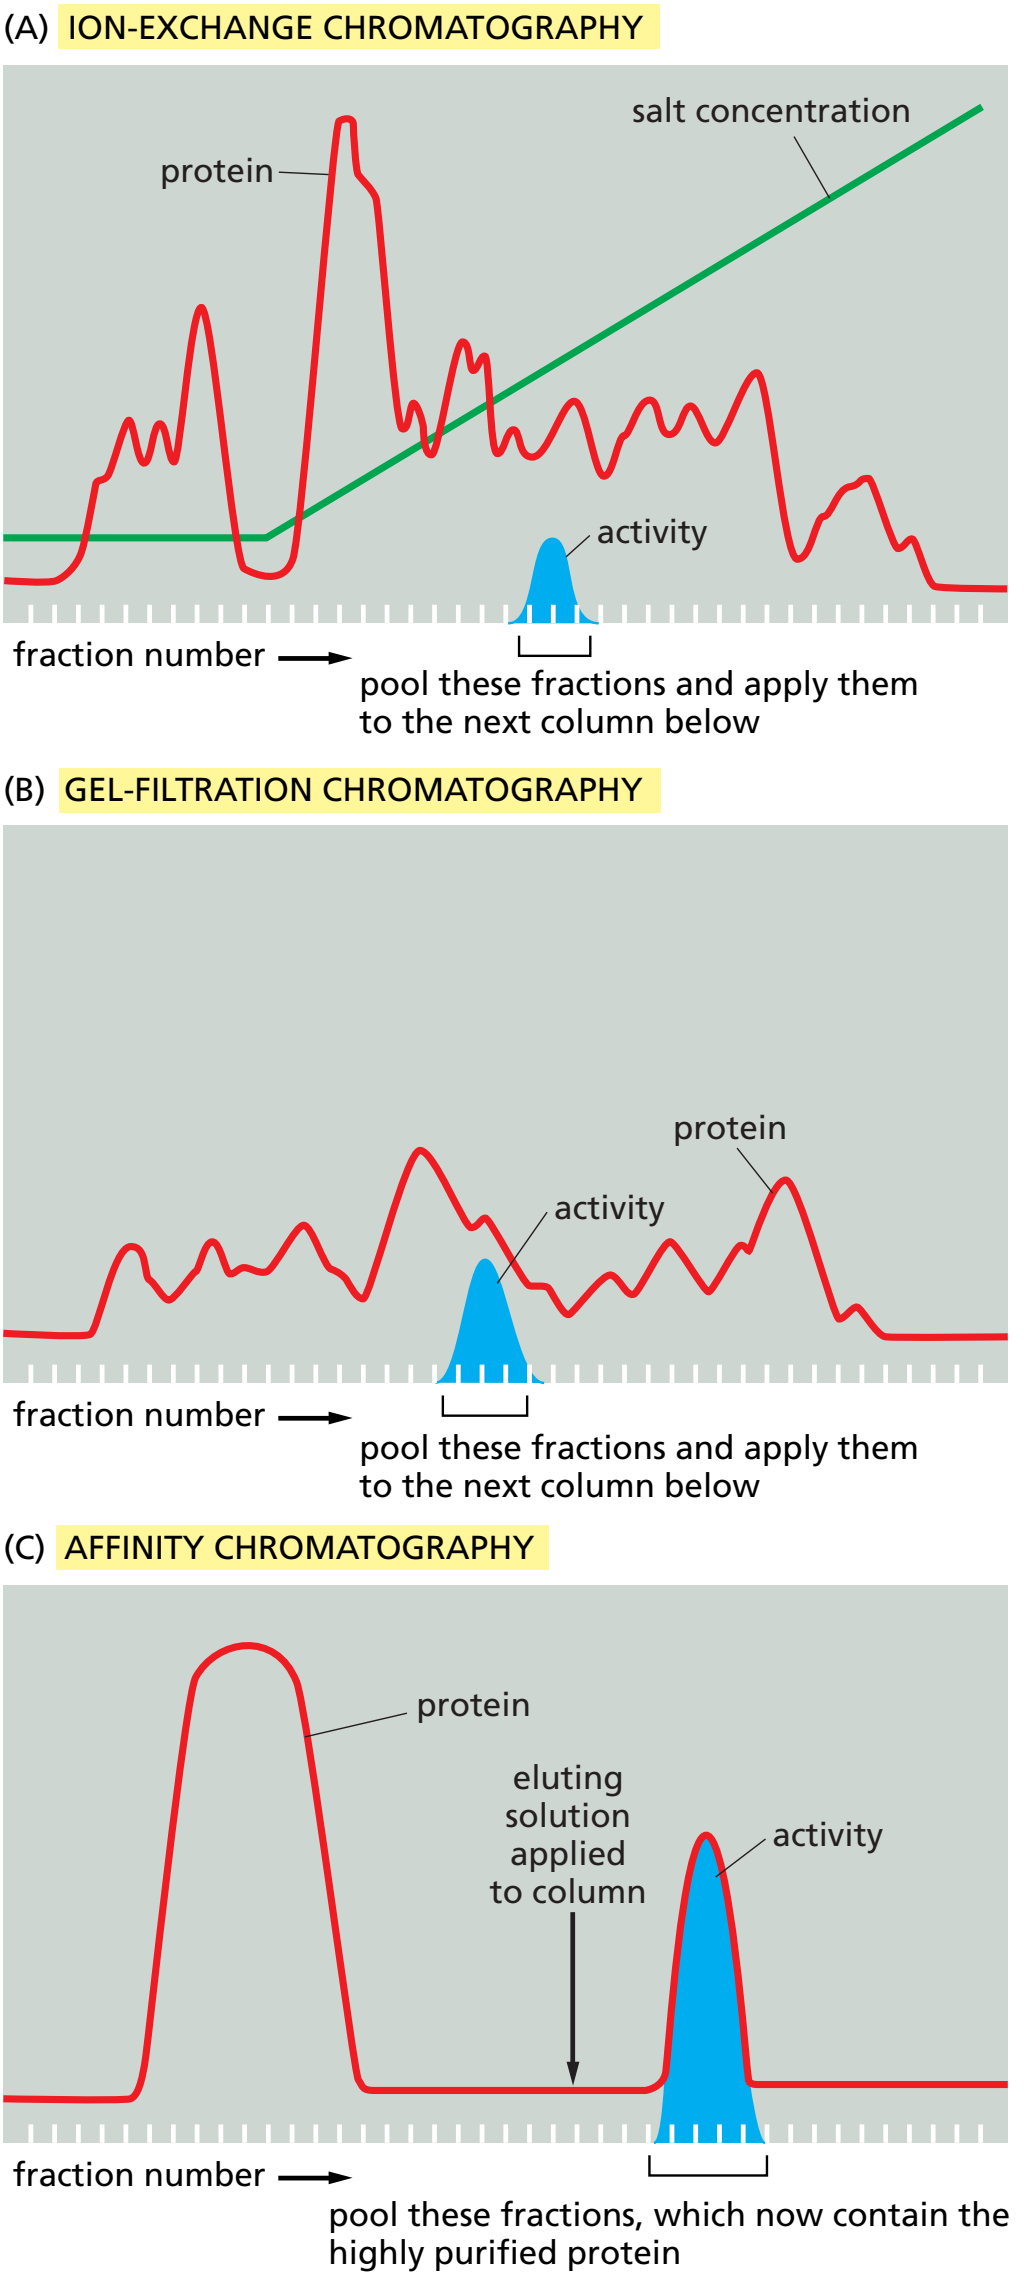 (A) ION-EXCHANGE CHROMATOGRAPHY
salt concentration
protein
activity
fraction number
pool these fractions and apply them
to the next column below
(B) GEL-FILTRATION CHROMATOGRAPHY
protein
activity
fraction number
pool these fractions and apply them
to the next column below
(C) AFFINITY CHROMATOGRAPHY
protein
eluting
solution
applied
to column
activity
fraction number
pool these fractions, which now contain the
highly purified protein